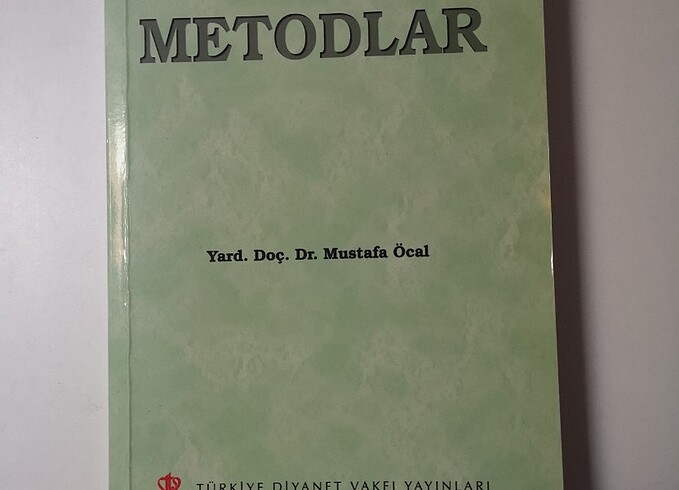 METODLAR
Yard. Doç. Dr. Mustafa Öcal
TÜRKİYE DİYANET VAKFI YAYINLARI